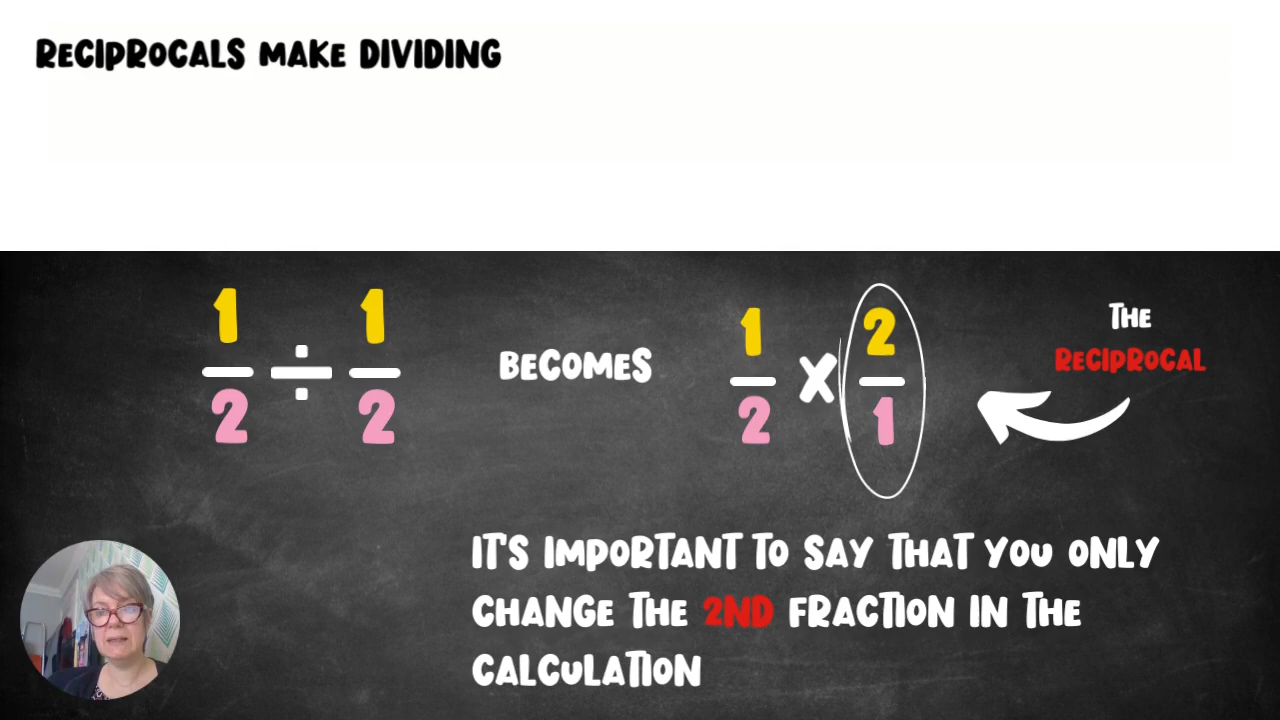 RECIPROCALS MAKE DIVIDING
1 1 1 2
÷ BECOMES X
2 2 2 1
THE
RECIPROCAL
IT'S IMPORTANT TO SAY THAT YOU ONLY
CHANGE THE 2ND FRACTION IN THE
CALCULATION